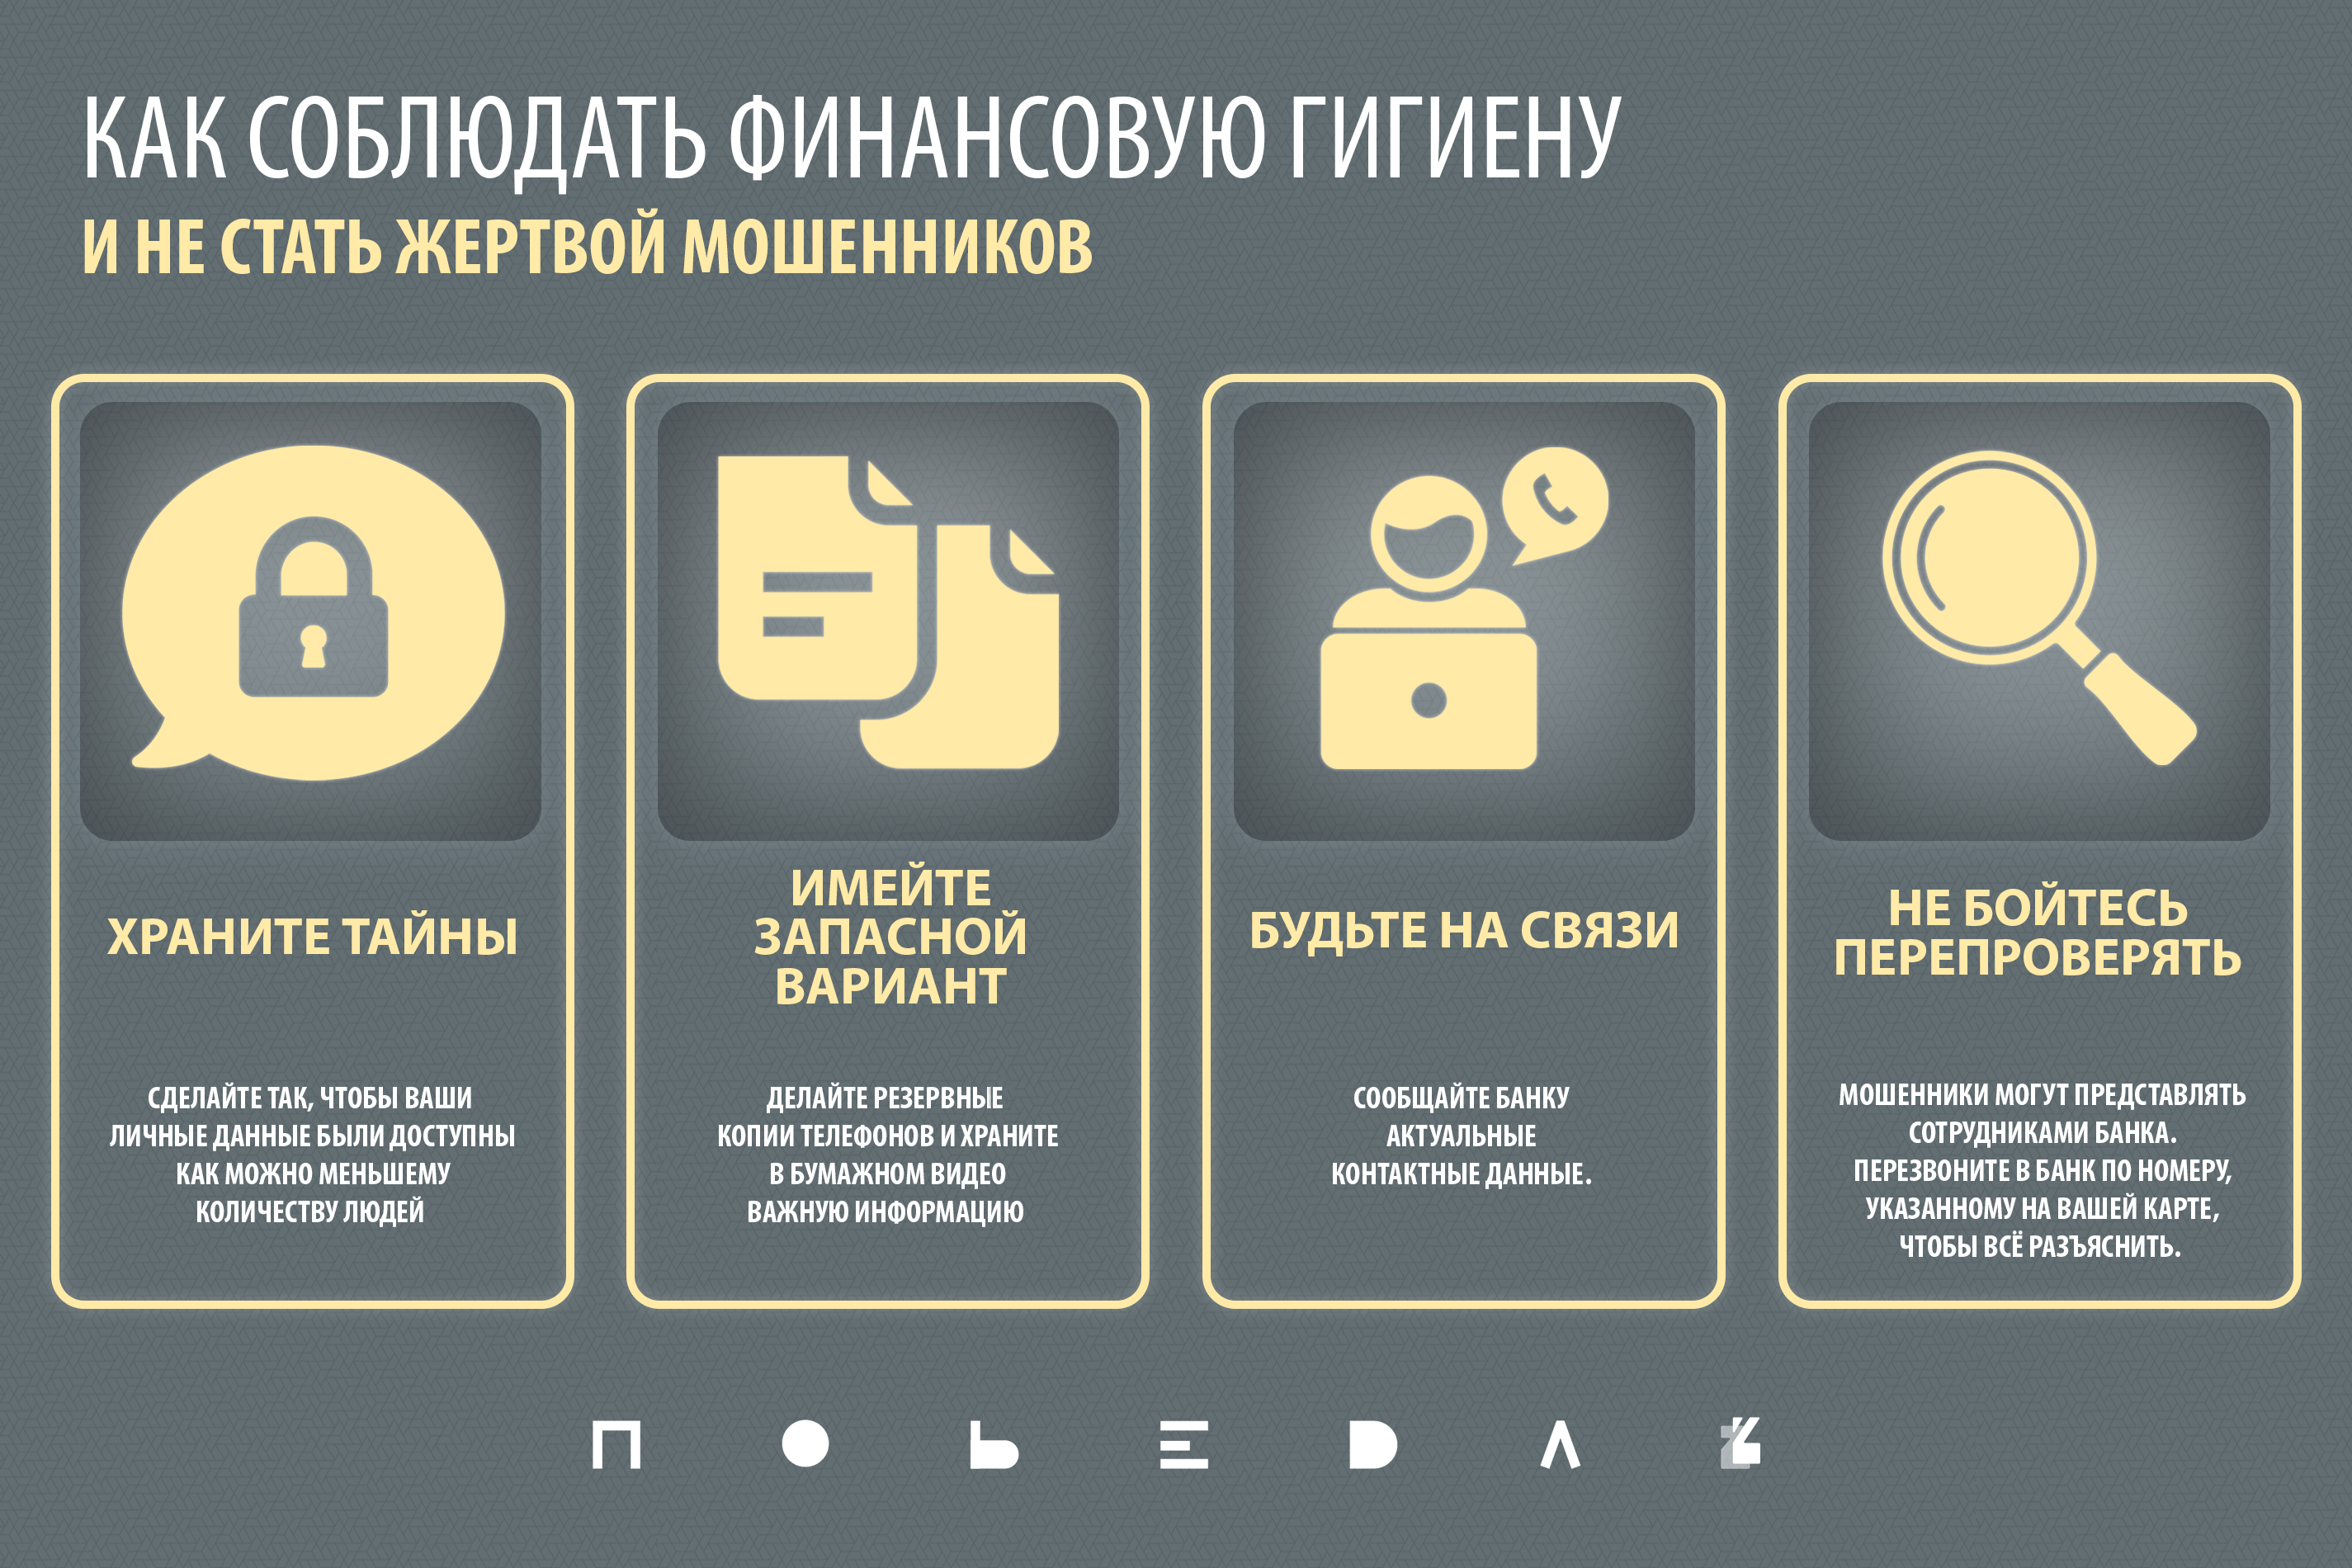 КАК СОБЛЮДАТЬ ФИНАНСОВУЮ ГИГИЕНУ
И НЕ СТАТЬ ЖЕРТВОЙ МОШЕННИКОВ
ХРАНИТЕ ТАЙНЫ
СДЕЛАЙТЕ ТАК, ЧТОБЫ ВАШИ
ЛИЧНЫЕ ДАННЫЕ БЫЛИ ДОСТУПНЫ
КАК МОЖНО МЕНЬШЕМУ
КОЛИЧЕСТВУ ЛЮДЕЙ
ИМЕЙТЕ
ЗАПАСНОЙ
ВАРИАНТ
ДЕЛАЙТЕ РЕЗЕРВНЫЕ
КОПИИ ТЕЛЕФОНОВ И ХРАНИТЕ
В БУМАЖНОМ ВИДЕО
ВАЖНУЮ ИНФОРМАЦИЮ
БУДЬТЕ НА СВЯЗИ
СООБЩАЙТЕ БАНКУ
АКТУАЛЬНЫЕ
КОНТАКТНЫЕ ДАННЫЕ.
НЕ БОЙТЕСЬ
ПЕРЕПРОВЕРЯТЬ
МОШЕННИКИ МОГУТ ПРЕДСТАВЛЯТЬ
СОТРУДНИКАМИ БАНКА.
ПЕРЕЗВОНИТЕ В БАНК ПО НОМЕРУ,
УКАЗАННОМУ НА ВАШЕЙ КАРТЕ,
ЧТОБЫ ВСЁ РАЗЪЯСНИТЬ.
ПОЬЕDΛ